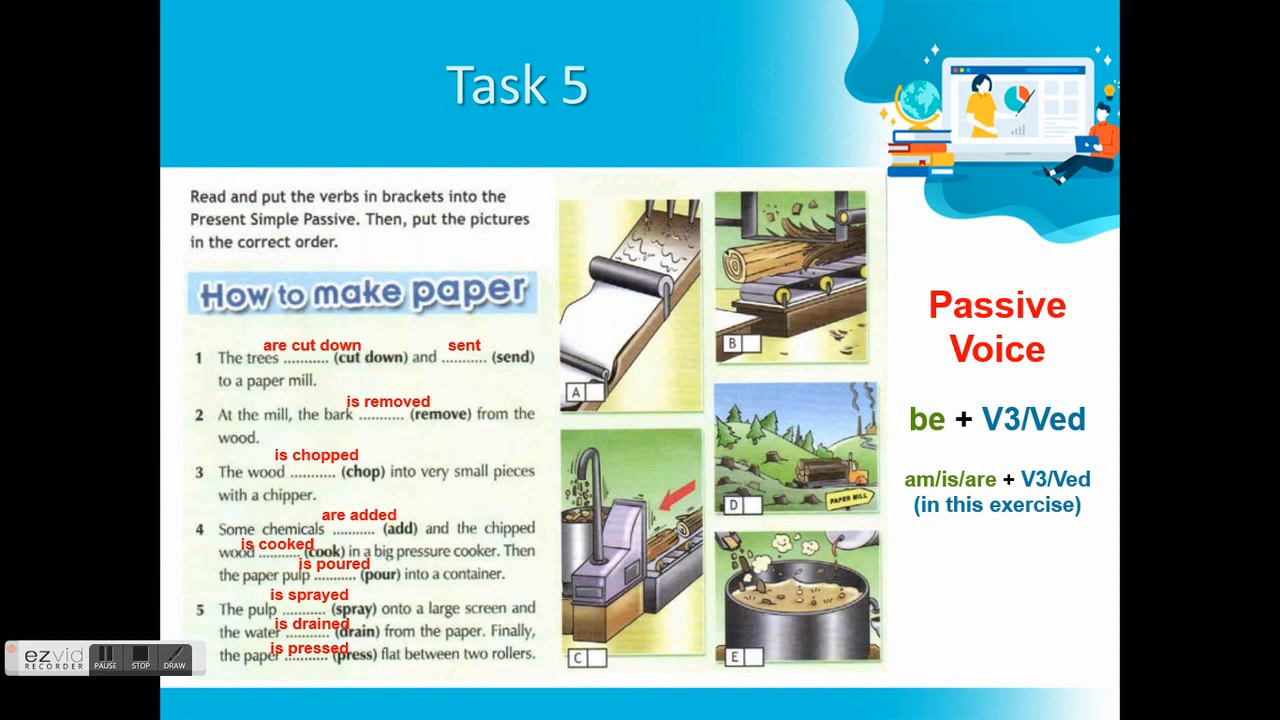 Task 5
Read and put the verbs in brackets into the
Present Simple Passive. Then, put the pictures
in the correct order.
How to make paper
are cut down sent
1 The trees .......... (cut down) and .......... (send)
to a paper mill.
is removed
2 At the mill, the bark .......... (remove) from the
wood.
is chopped
3 The wood .......... (chop) into very small pieces
with a chipper.
are added
4 Some chemicals .......... (add) and the chipped
is cooked
wood .......... (cook) in a big pressure cooker. Then
is poured
the paper pulp .......... (pour) into a container.
is sprayed
5 The pulp .......... (spray) onto a large screen and
is drained
the water .......... (drain) from the paper. Finally,
is pressed
the paper .......... (press) flat between two rollers.
A
B
C
D
PAPER MILL
E
Passive
Voice
be + V3/Ved
am/is/are + V3/Ved
(in this exercise)
ezvid
RECORDER
PAUSE STOP DRAW